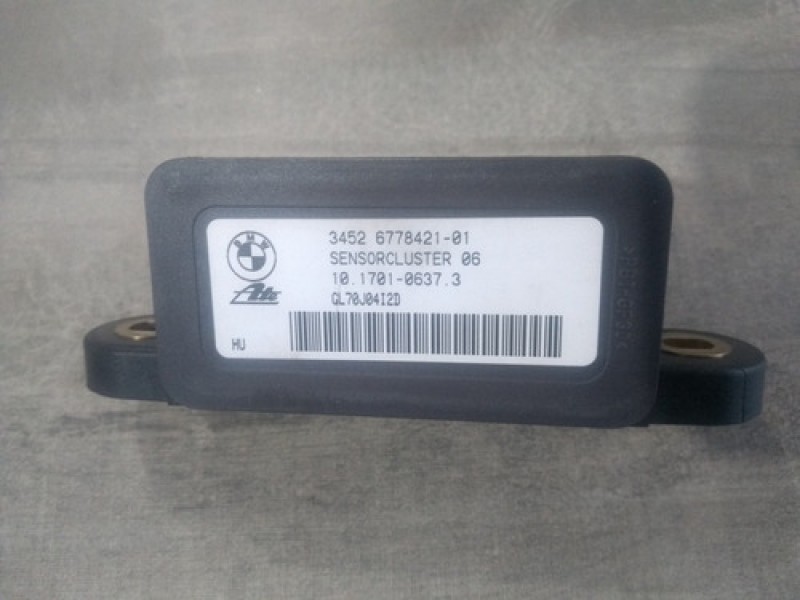 BMW
3452 6778421-01
SENSORCLUSTER 06
Ate
10.1701-0637.3
QL70J04I2D
HU